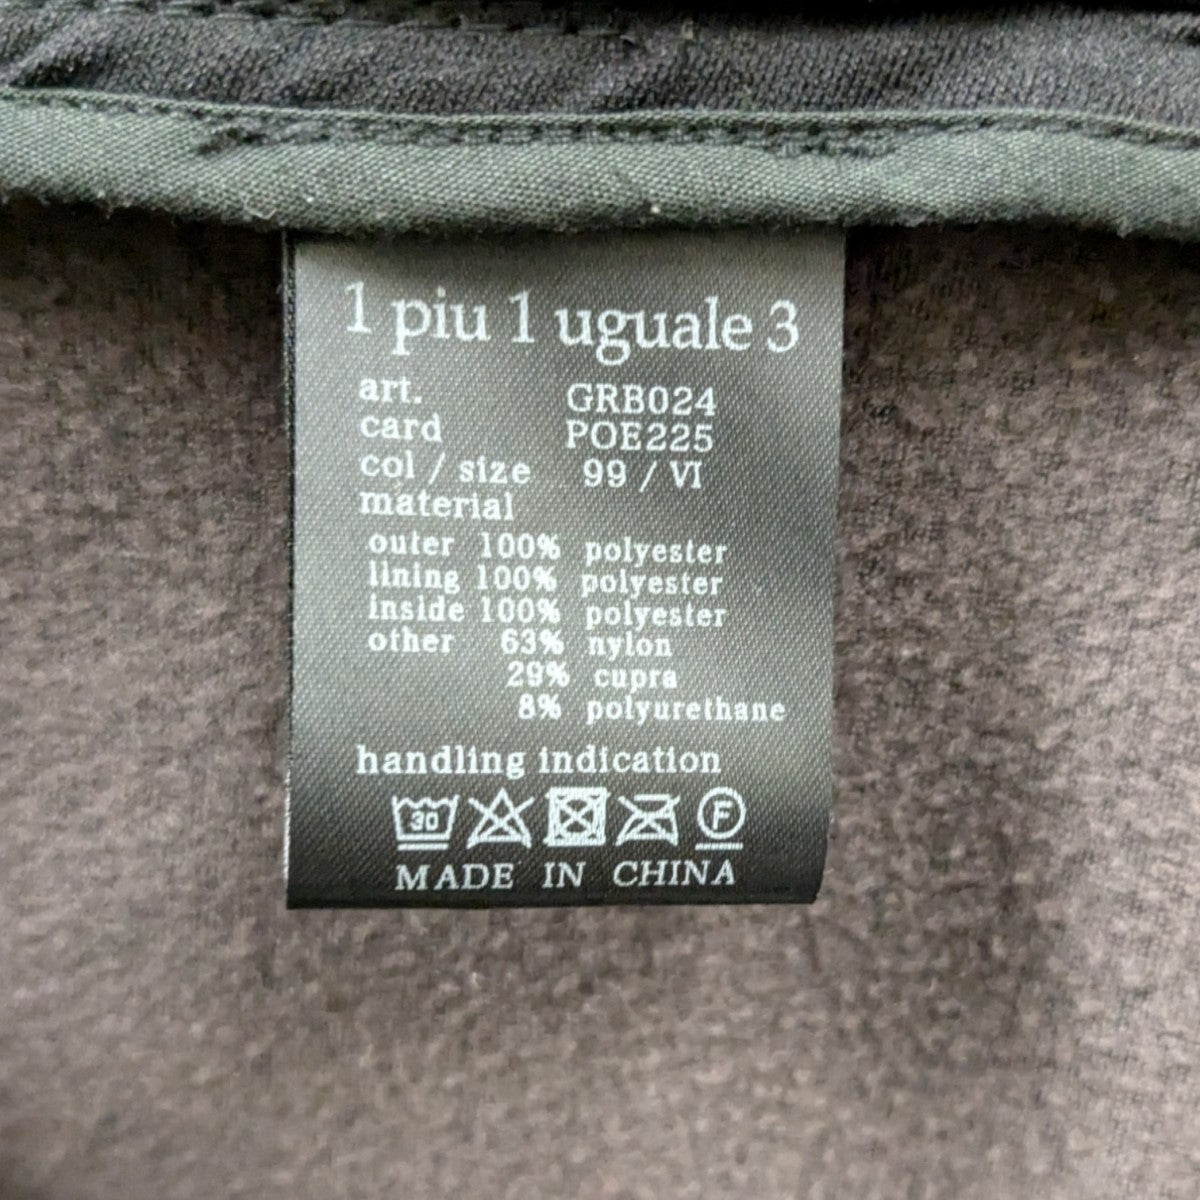 1 piu 1 uguale 3
art. GRB024
card POE225
col / size 99 / VI
material
outer 100% polyester
lining 100% polyester
inside 100% polyester
other 63% nylon
29% cupra
8% polyurethane
handling indication
30 F
MADE IN CHINA